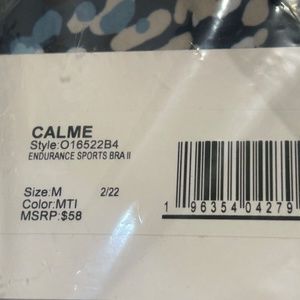 CALME
Style:O16522B4
ENDURANCE SPORTS BRA II
Size:M 2/22
Color:MTI
MSRP:$58
1 96354 04279